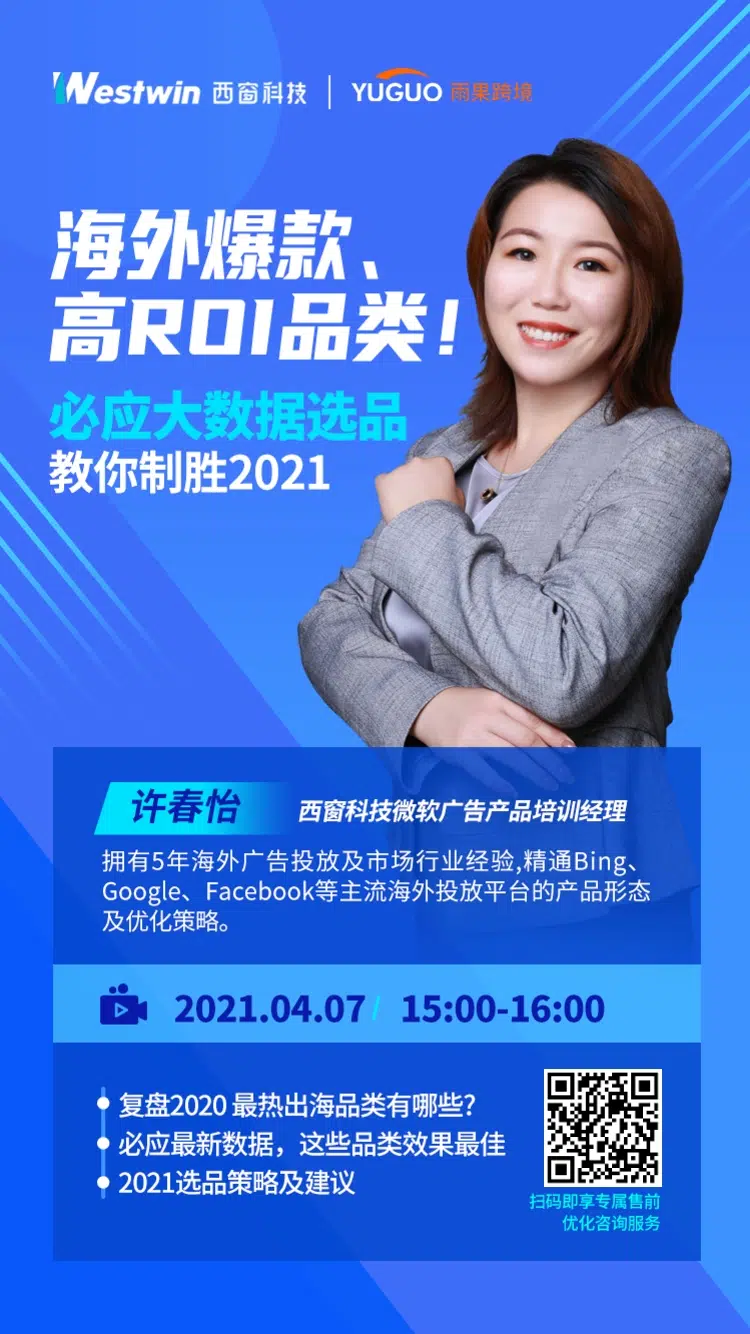 Westwin 西窗科技 | YUGUO 雨果跨境
海外爆款、
高ROI品类!
必应大数据选品
教你制胜2021
许春怡 西窗科技微软广告产品培训经理
拥有5年海外广告投放及市场行业经验,精通Bing、
Google、Facebook等主流海外投放平台的产品形态
及优化策略。
2021.04.07 / 15:00-16:00
复盘2020 最热出海品类有哪些?
必应最新数据，这些品类效果最佳
2021选品策略及建议
扫码即享专属售前
优化咨询服务